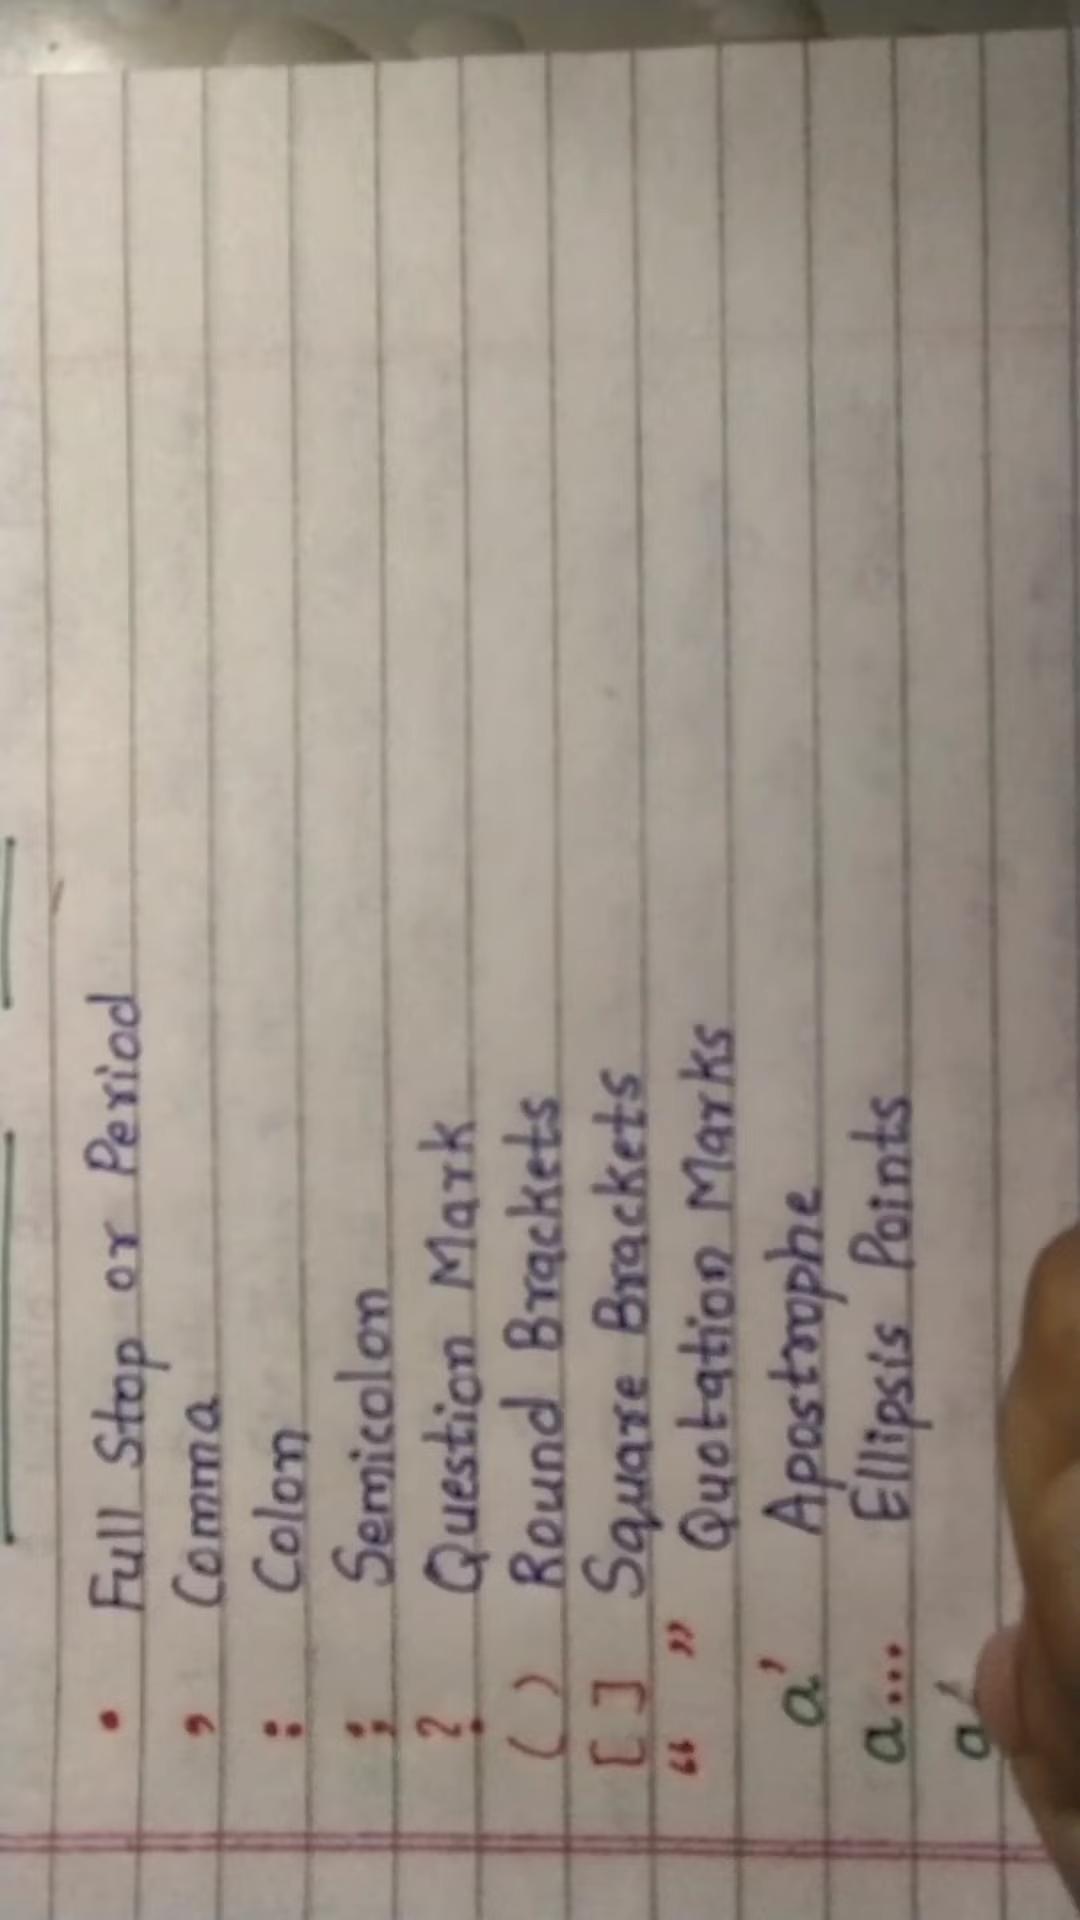 . Full Stop or Period
, Comma
: Colon
; Semicolon
? Question Mark
( ) Round Brackets
[ ] Square Brackets
“ ” Quotation Marks
a' Apostrophe
a... Ellipsis Points
a